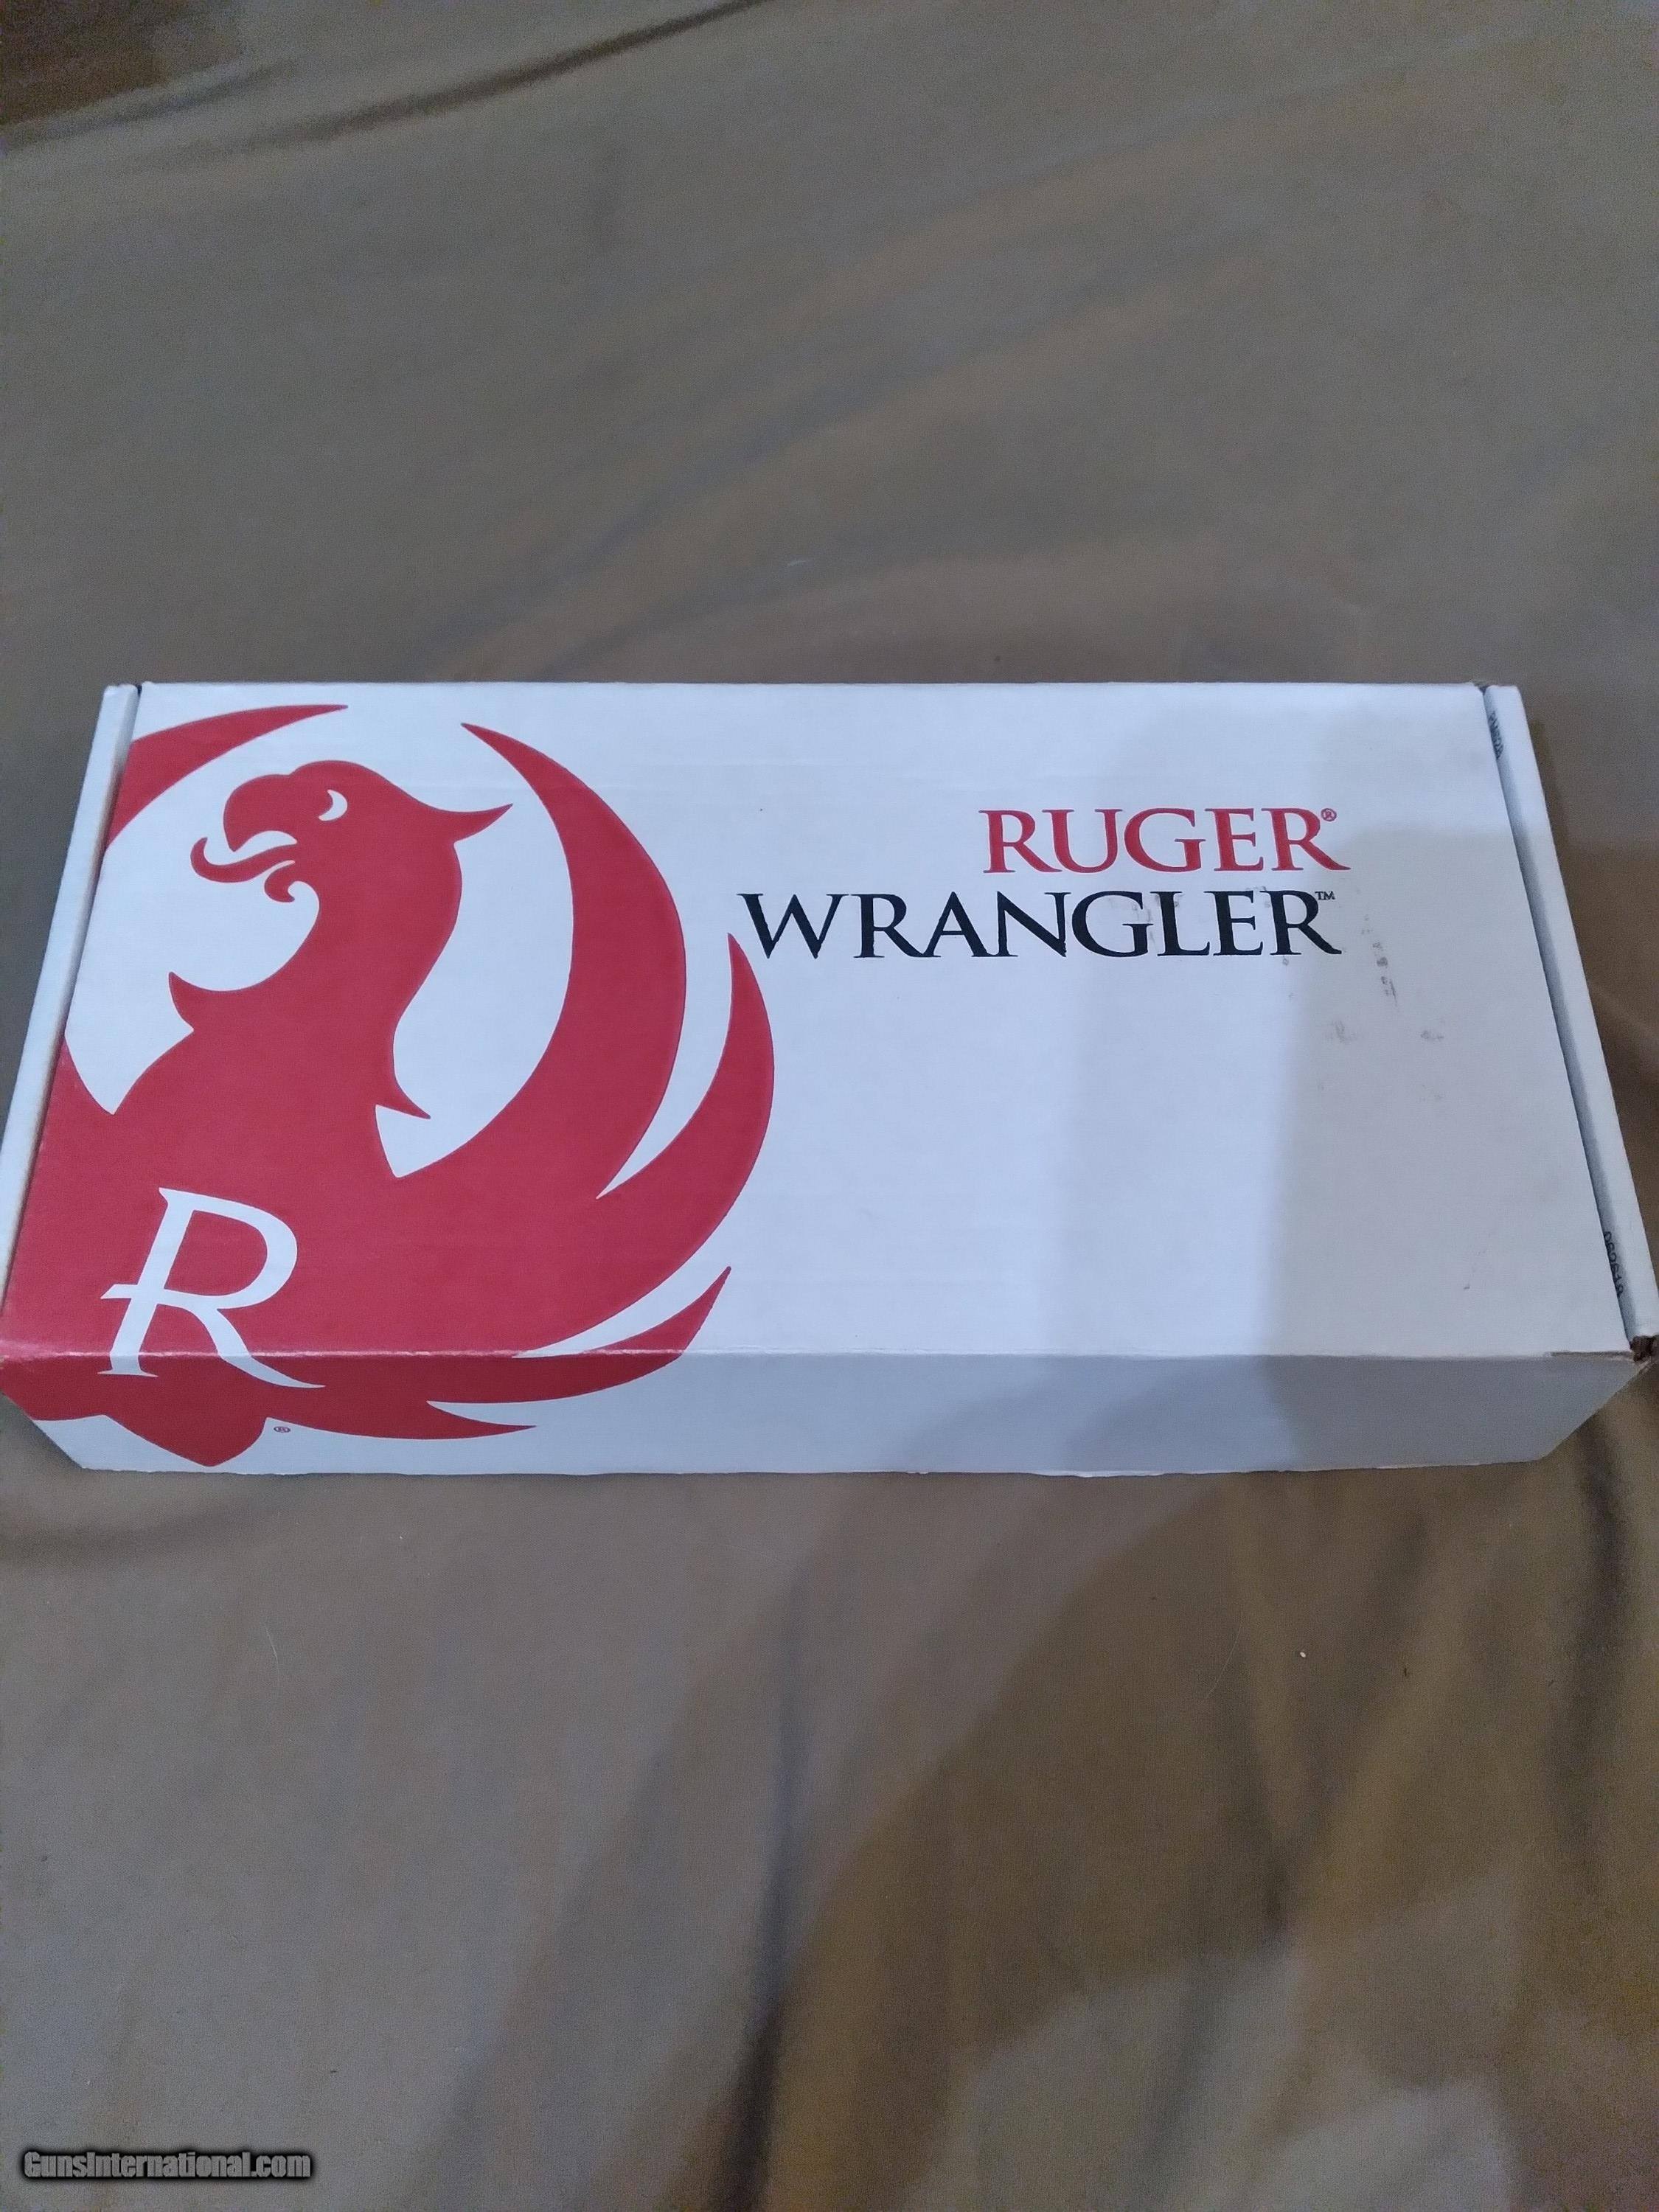 RUGER®
WRANGLER™
R
®
GunsInternational.com